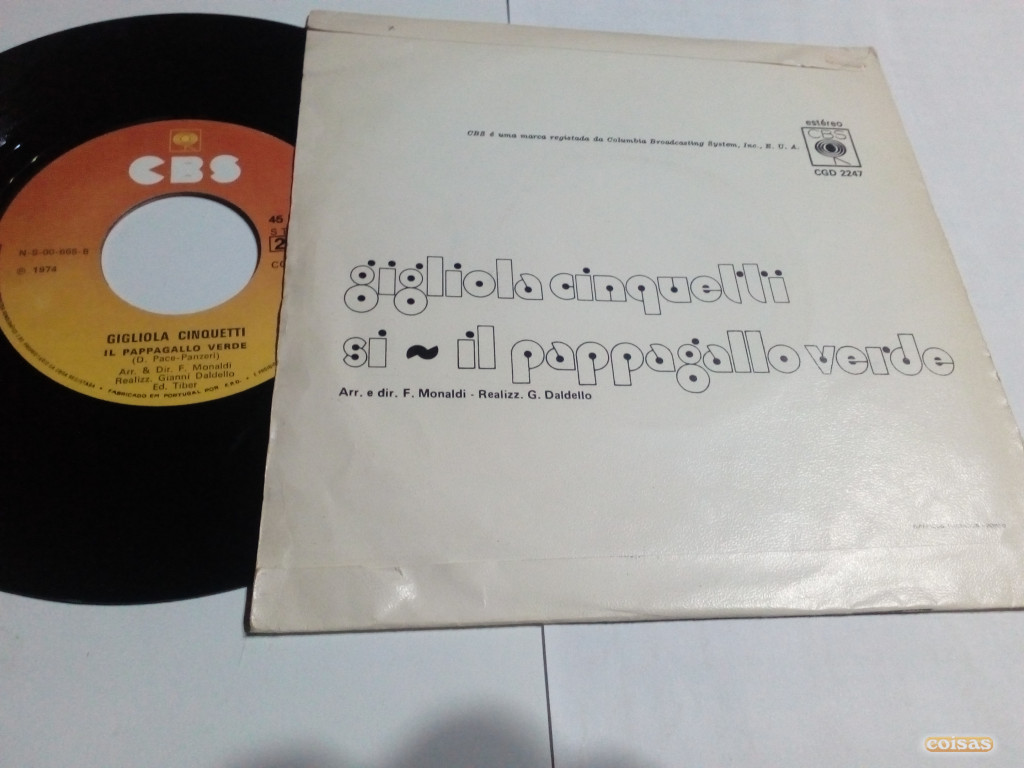 CBS
45
N-S-00-665-6
℗ 1974
GIGLIOLA CINQUETTI
IL PAPPAGALLO VERDE
(D. Pace-Panzeri)
Arr. & Dir. F. Monaldi
Realizz. Gianni Daldello
Ed. Tiber
FABRICADO EM PORTUGAL POR
estéreo
CBS
CGD 2247
CBS é uma marca registada da Columbia Broadcasting System, Inc., E. U. A.
gigliola cinquetti
si ~ il pappagallo verde
Arr. e dir. F. Monaldi - Realizz. G. Daldello
coisas